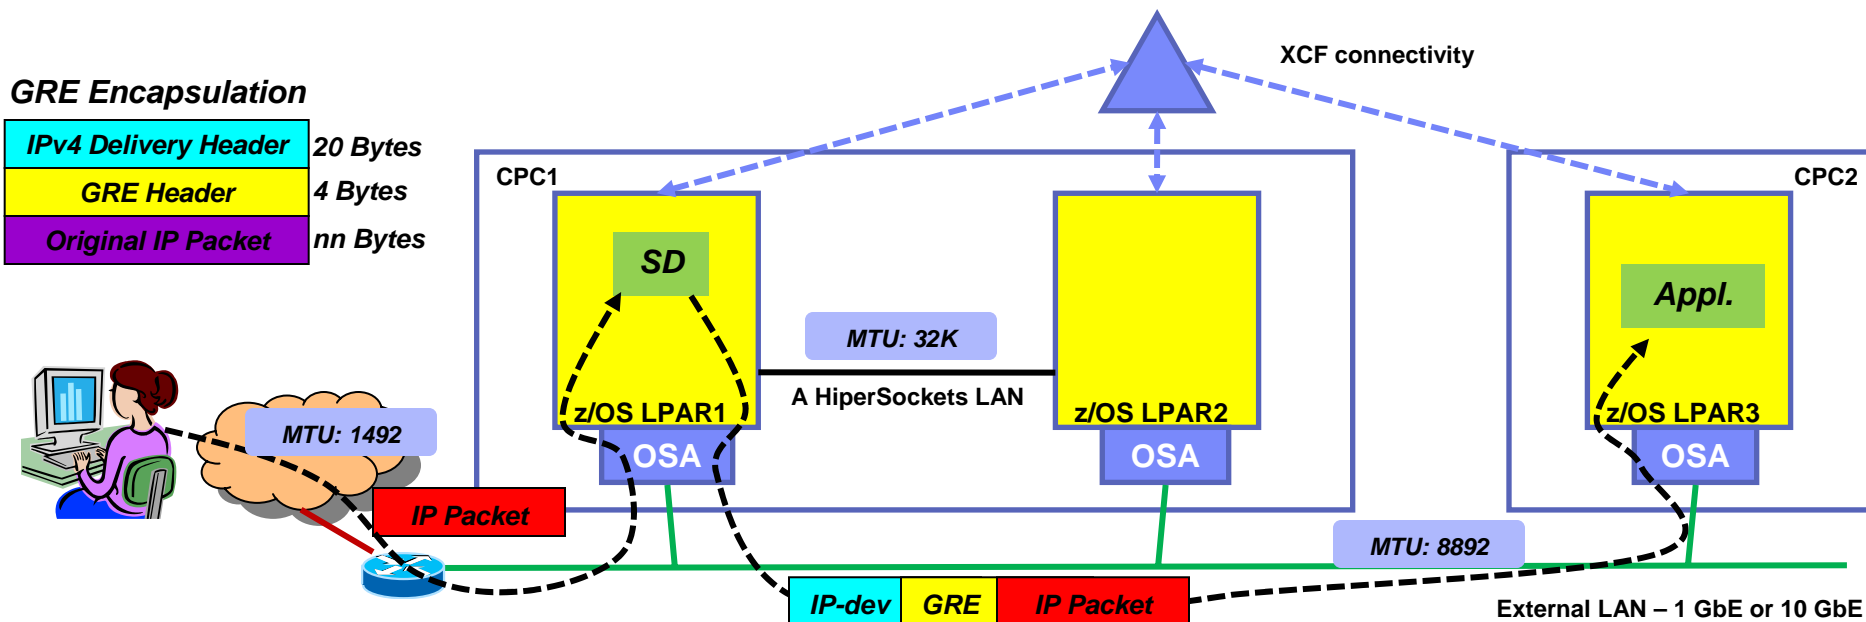 XCF connectivity
GRE Encapsulation
IPv4 Delivery Header 20 Bytes
GRE Header 4 Bytes
Original IP Packet nn Bytes
CPC1
CPC2
SD
Appl.
MTU: 32K
A HiperSockets LAN
z/OS LPAR1
z/OS LPAR2
z/OS LPAR3
MTU: 1492
OSA
OSA
OSA
IP Packet
MTU: 8892
IP-dev GRE IP Packet
External LAN – 1 GbE or 10 GbE